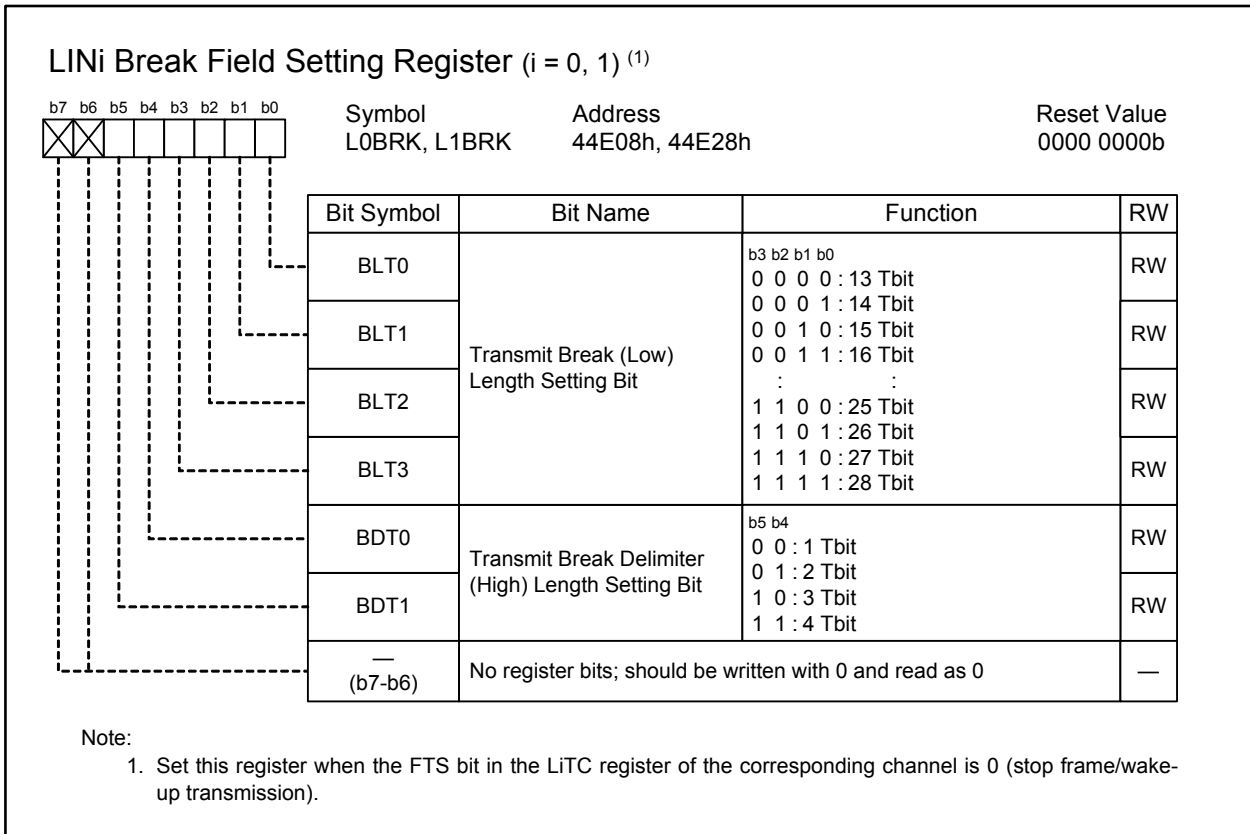 LINi Break Field Setting Register (i = 0, 1) (1)
b7 b6 b5 b4 b3 b2 b1 b0
Symbol Address Reset Value
L0BRK, L1BRK 44E08h, 44E28h 0000 0000b
Bit Symbol Bit Name Function RW
BLT0 RW
BLT1 RW
BLT2 RW
BLT3 RW
Transmit Break (Low)
Length Setting Bit
b3 b2 b1 b0
0 0 0 0 : 13 Tbit
0 0 0 1 : 14 Tbit
0 0 1 0 : 15 Tbit
0 0 1 1 : 16 Tbit
: :
1 1 0 0 : 25 Tbit
1 1 0 1 : 26 Tbit
1 1 1 0 : 27 Tbit
1 1 1 1 : 28 Tbit
BDT0 RW
BDT1 RW
Transmit Break Delimiter
(High) Length Setting Bit
b5 b4
0 0 : 1 Tbit
0 1 : 2 Tbit
1 0 : 3 Tbit
1 1 : 4 Tbit
—
(b7-b6) No register bits; should be written with 0 and read as 0 —
Note:
1. Set this register when the FTS bit in the LiTC register of the corresponding channel is 0 (stop frame/wake-
up transmission).